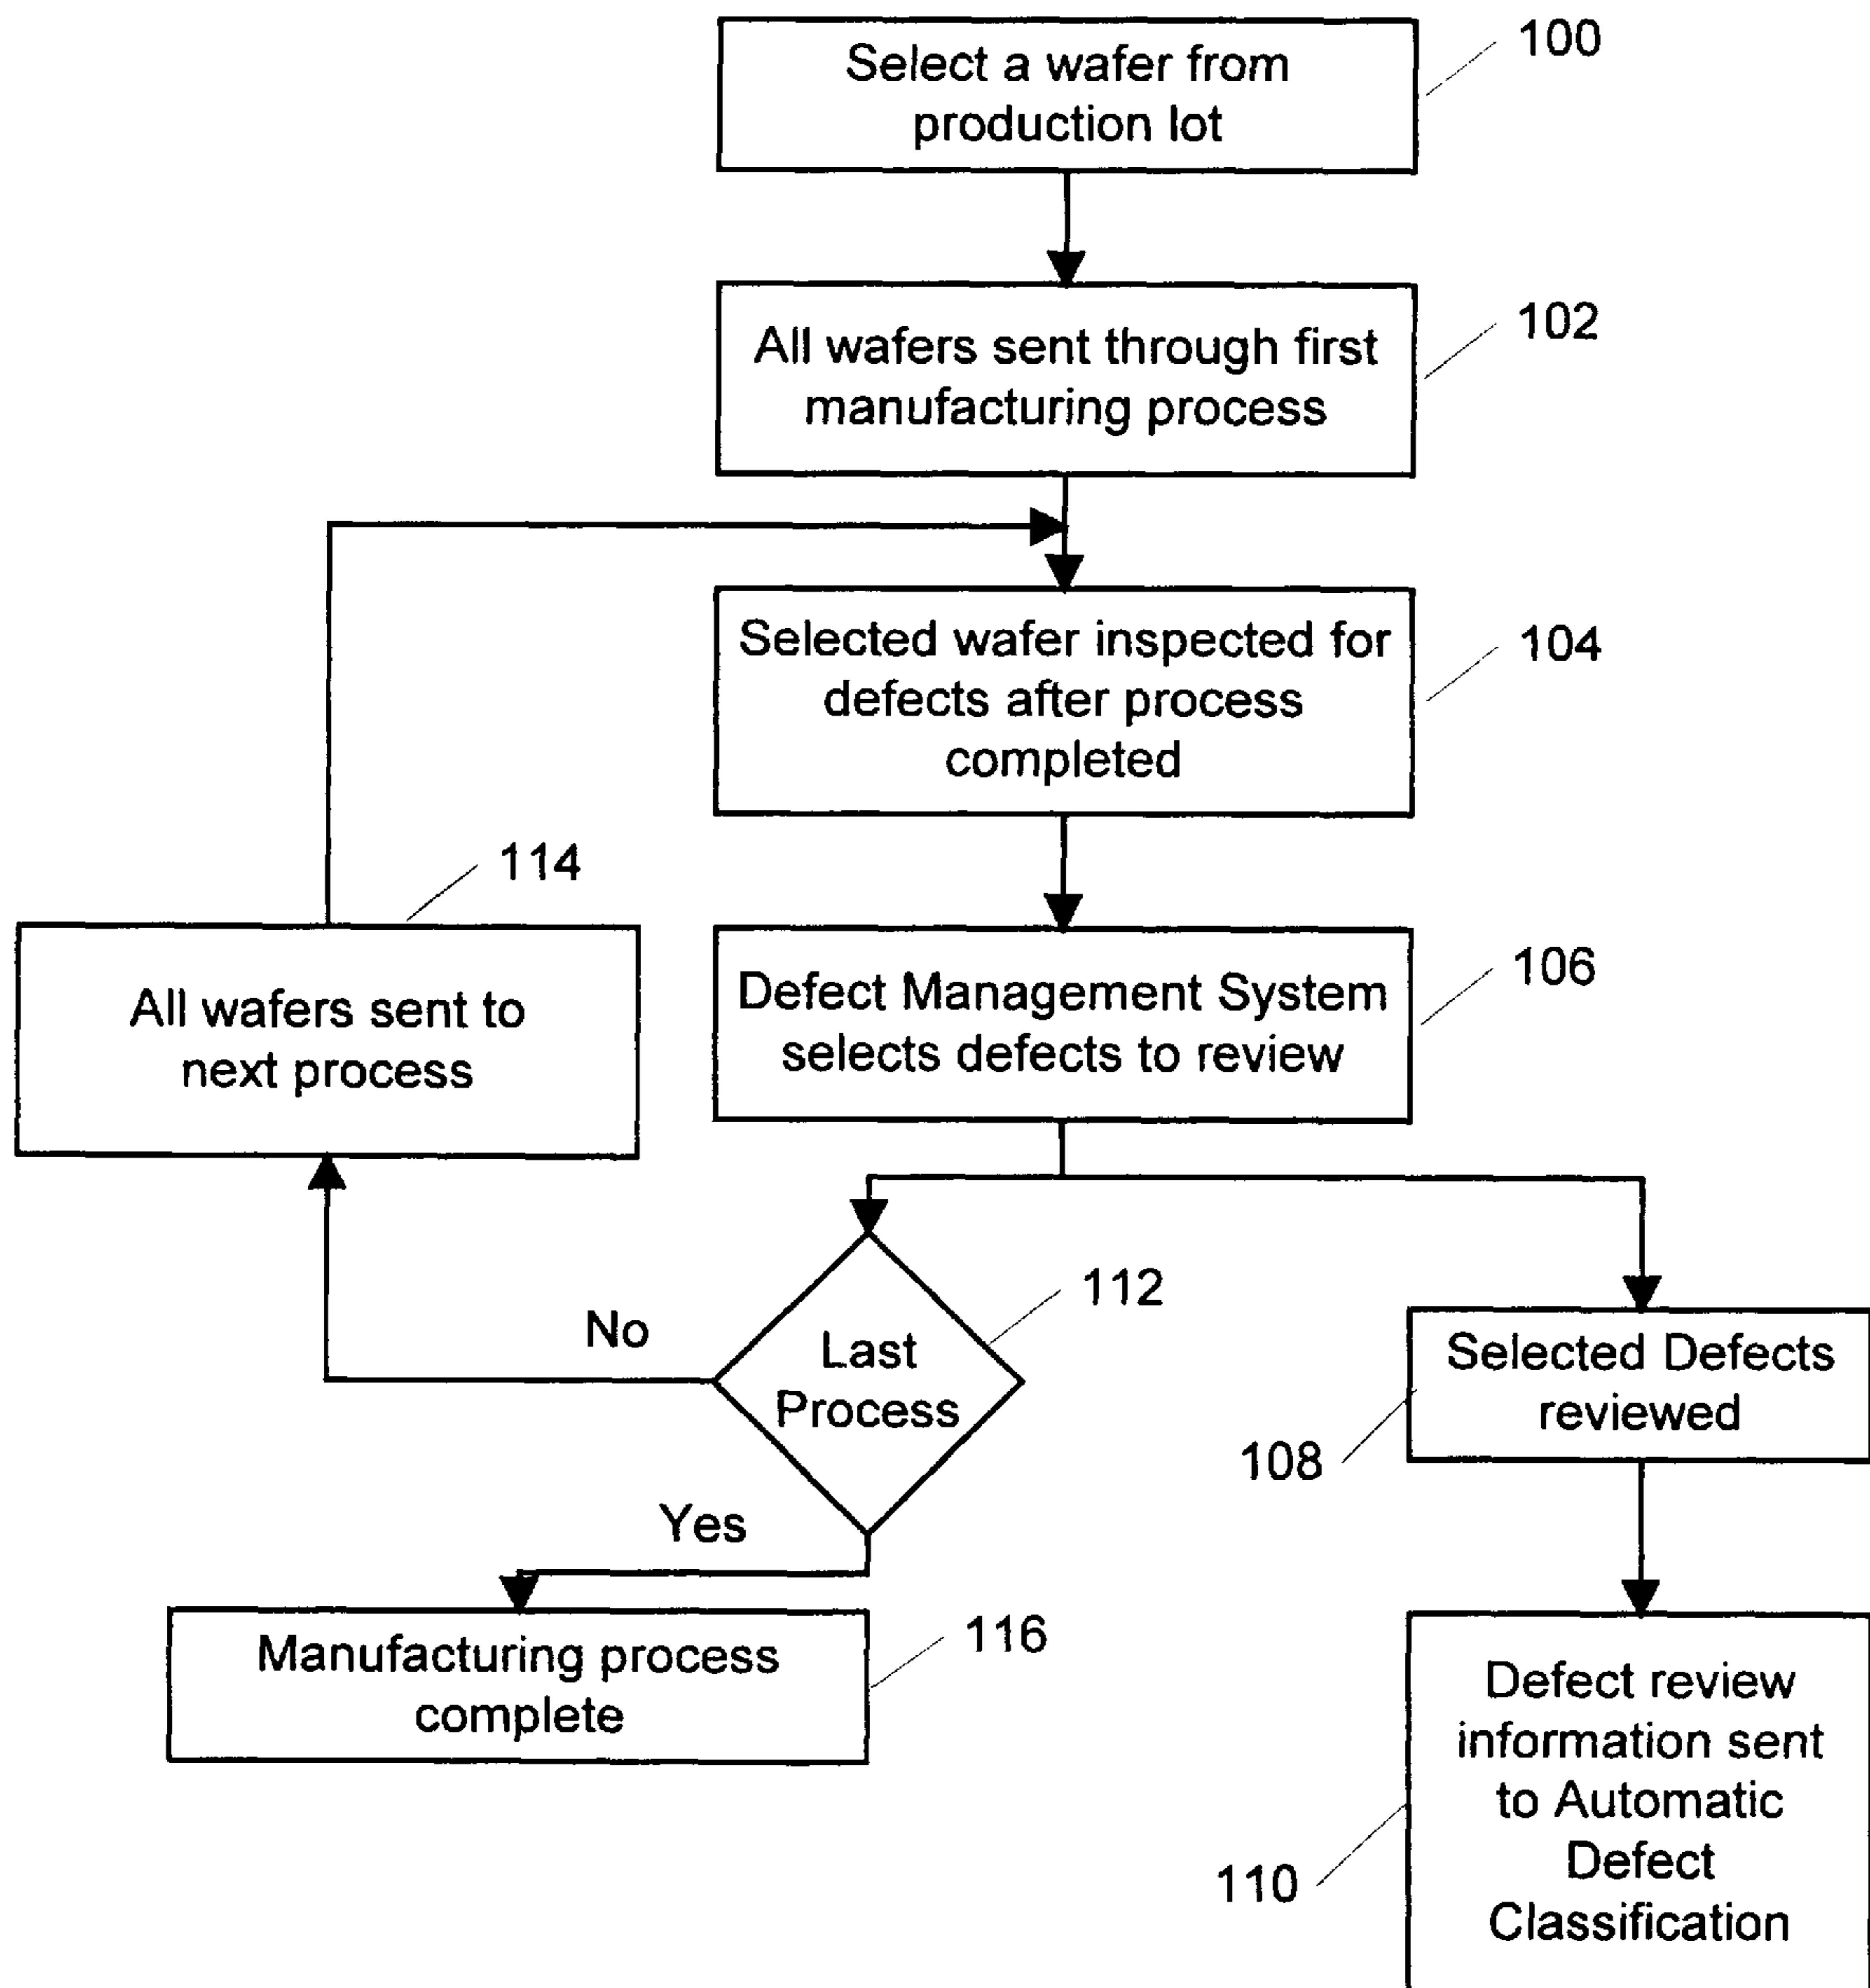 Select a wafer from
production lot
100
All wafers sent through first
manufacturing process
102
Selected wafer inspected for
defects after process
completed
104
114
All wafers sent to
next process
Defect Management System
selects defects to review
106
112
No
Last
Process
Selected Defects
reviewed
108
Yes
Manufacturing process
complete
116
Defect review
information sent
to Automatic
Defect
Classification
110